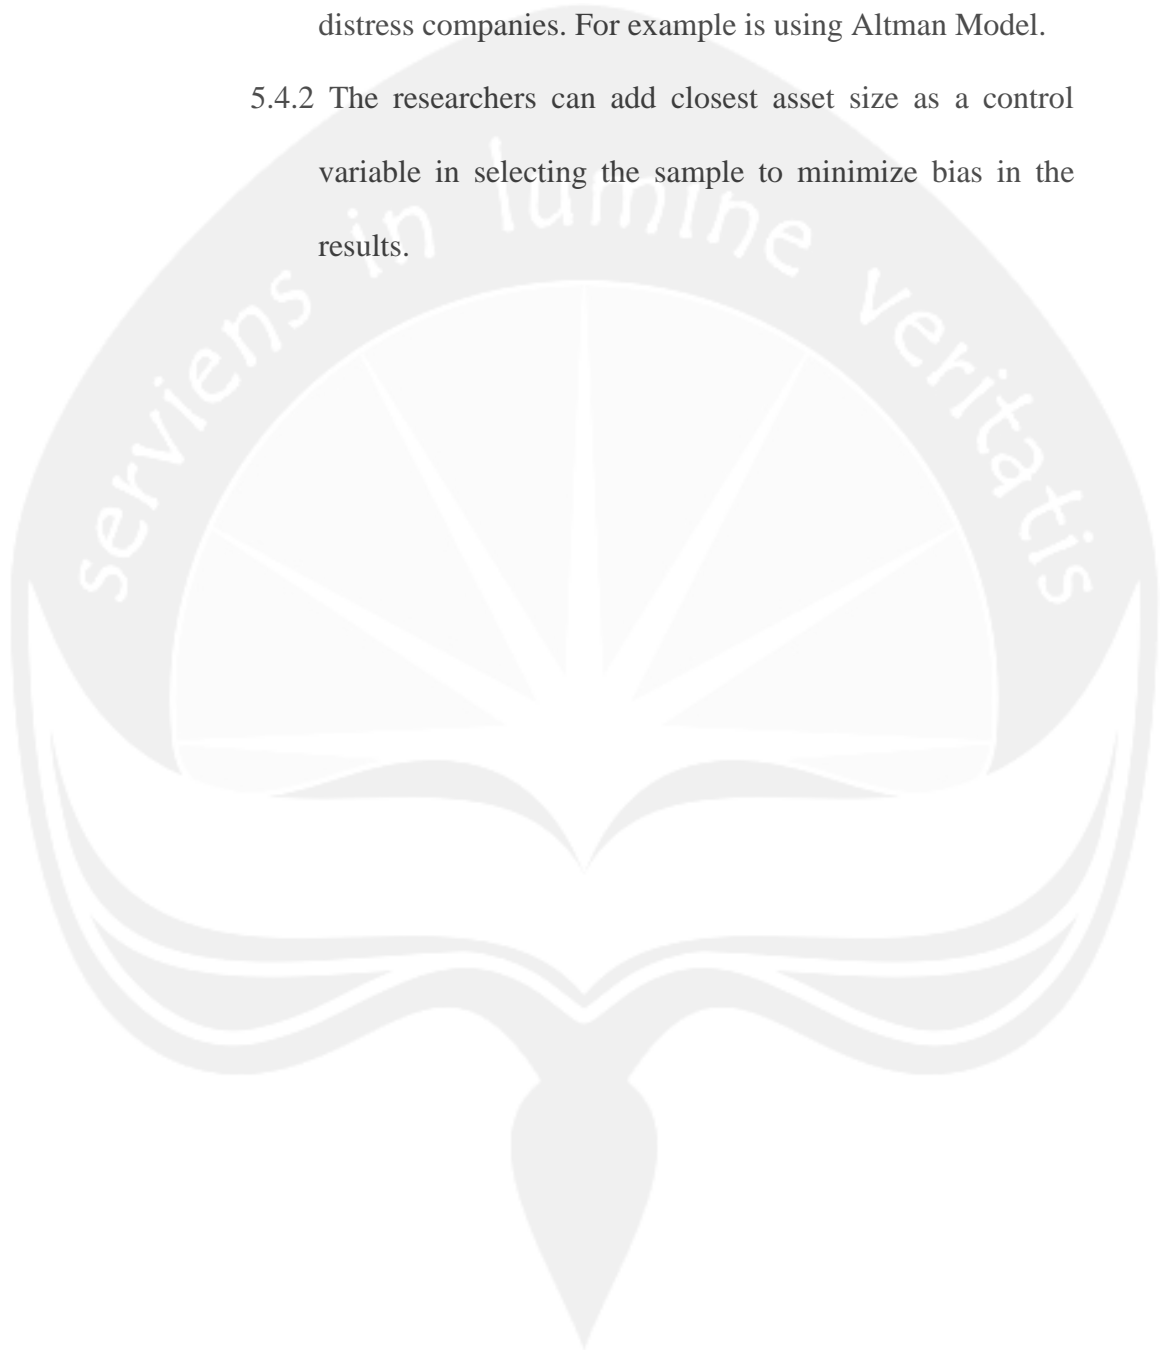 distress companies. For example is using Altman Model.
5.4.2 The researchers can add closest asset size as a control
variable in selecting the sample to minimize bias in the
results.
serviens in lumine veritatis